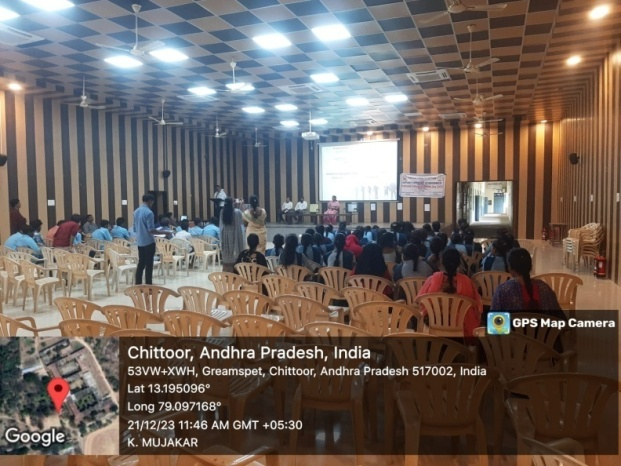 GPS Map Camera
Chittoor, Andhra Pradesh, India
53VW+XWH, Greamspet, Chittoor, Andhra Pradesh 517002, India
Lat 13.195096°
Long 79.097168°
21/12/23 11:46 AM GMT +05:30
K. MUJAKAR
Google